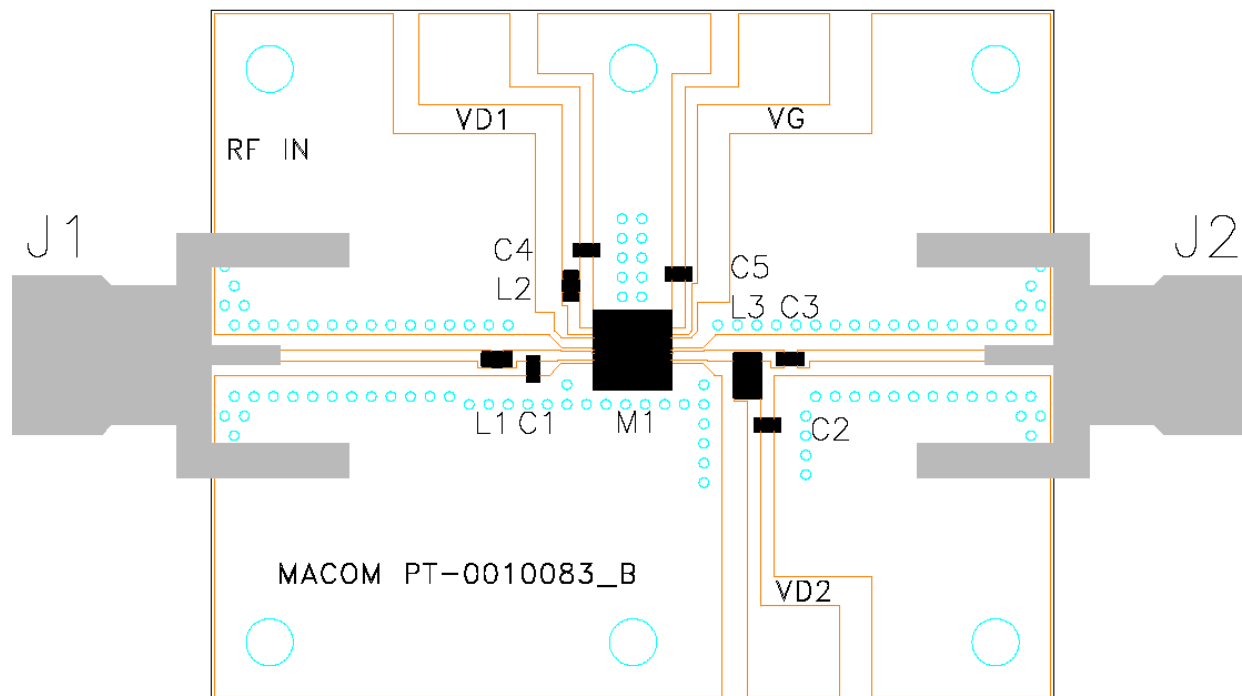 VD1
VG
RF IN
J1
J2
C4
C5
L2
L3 C3
L1 C1
M1
C2
MACOM PT-0010083_B
VD2